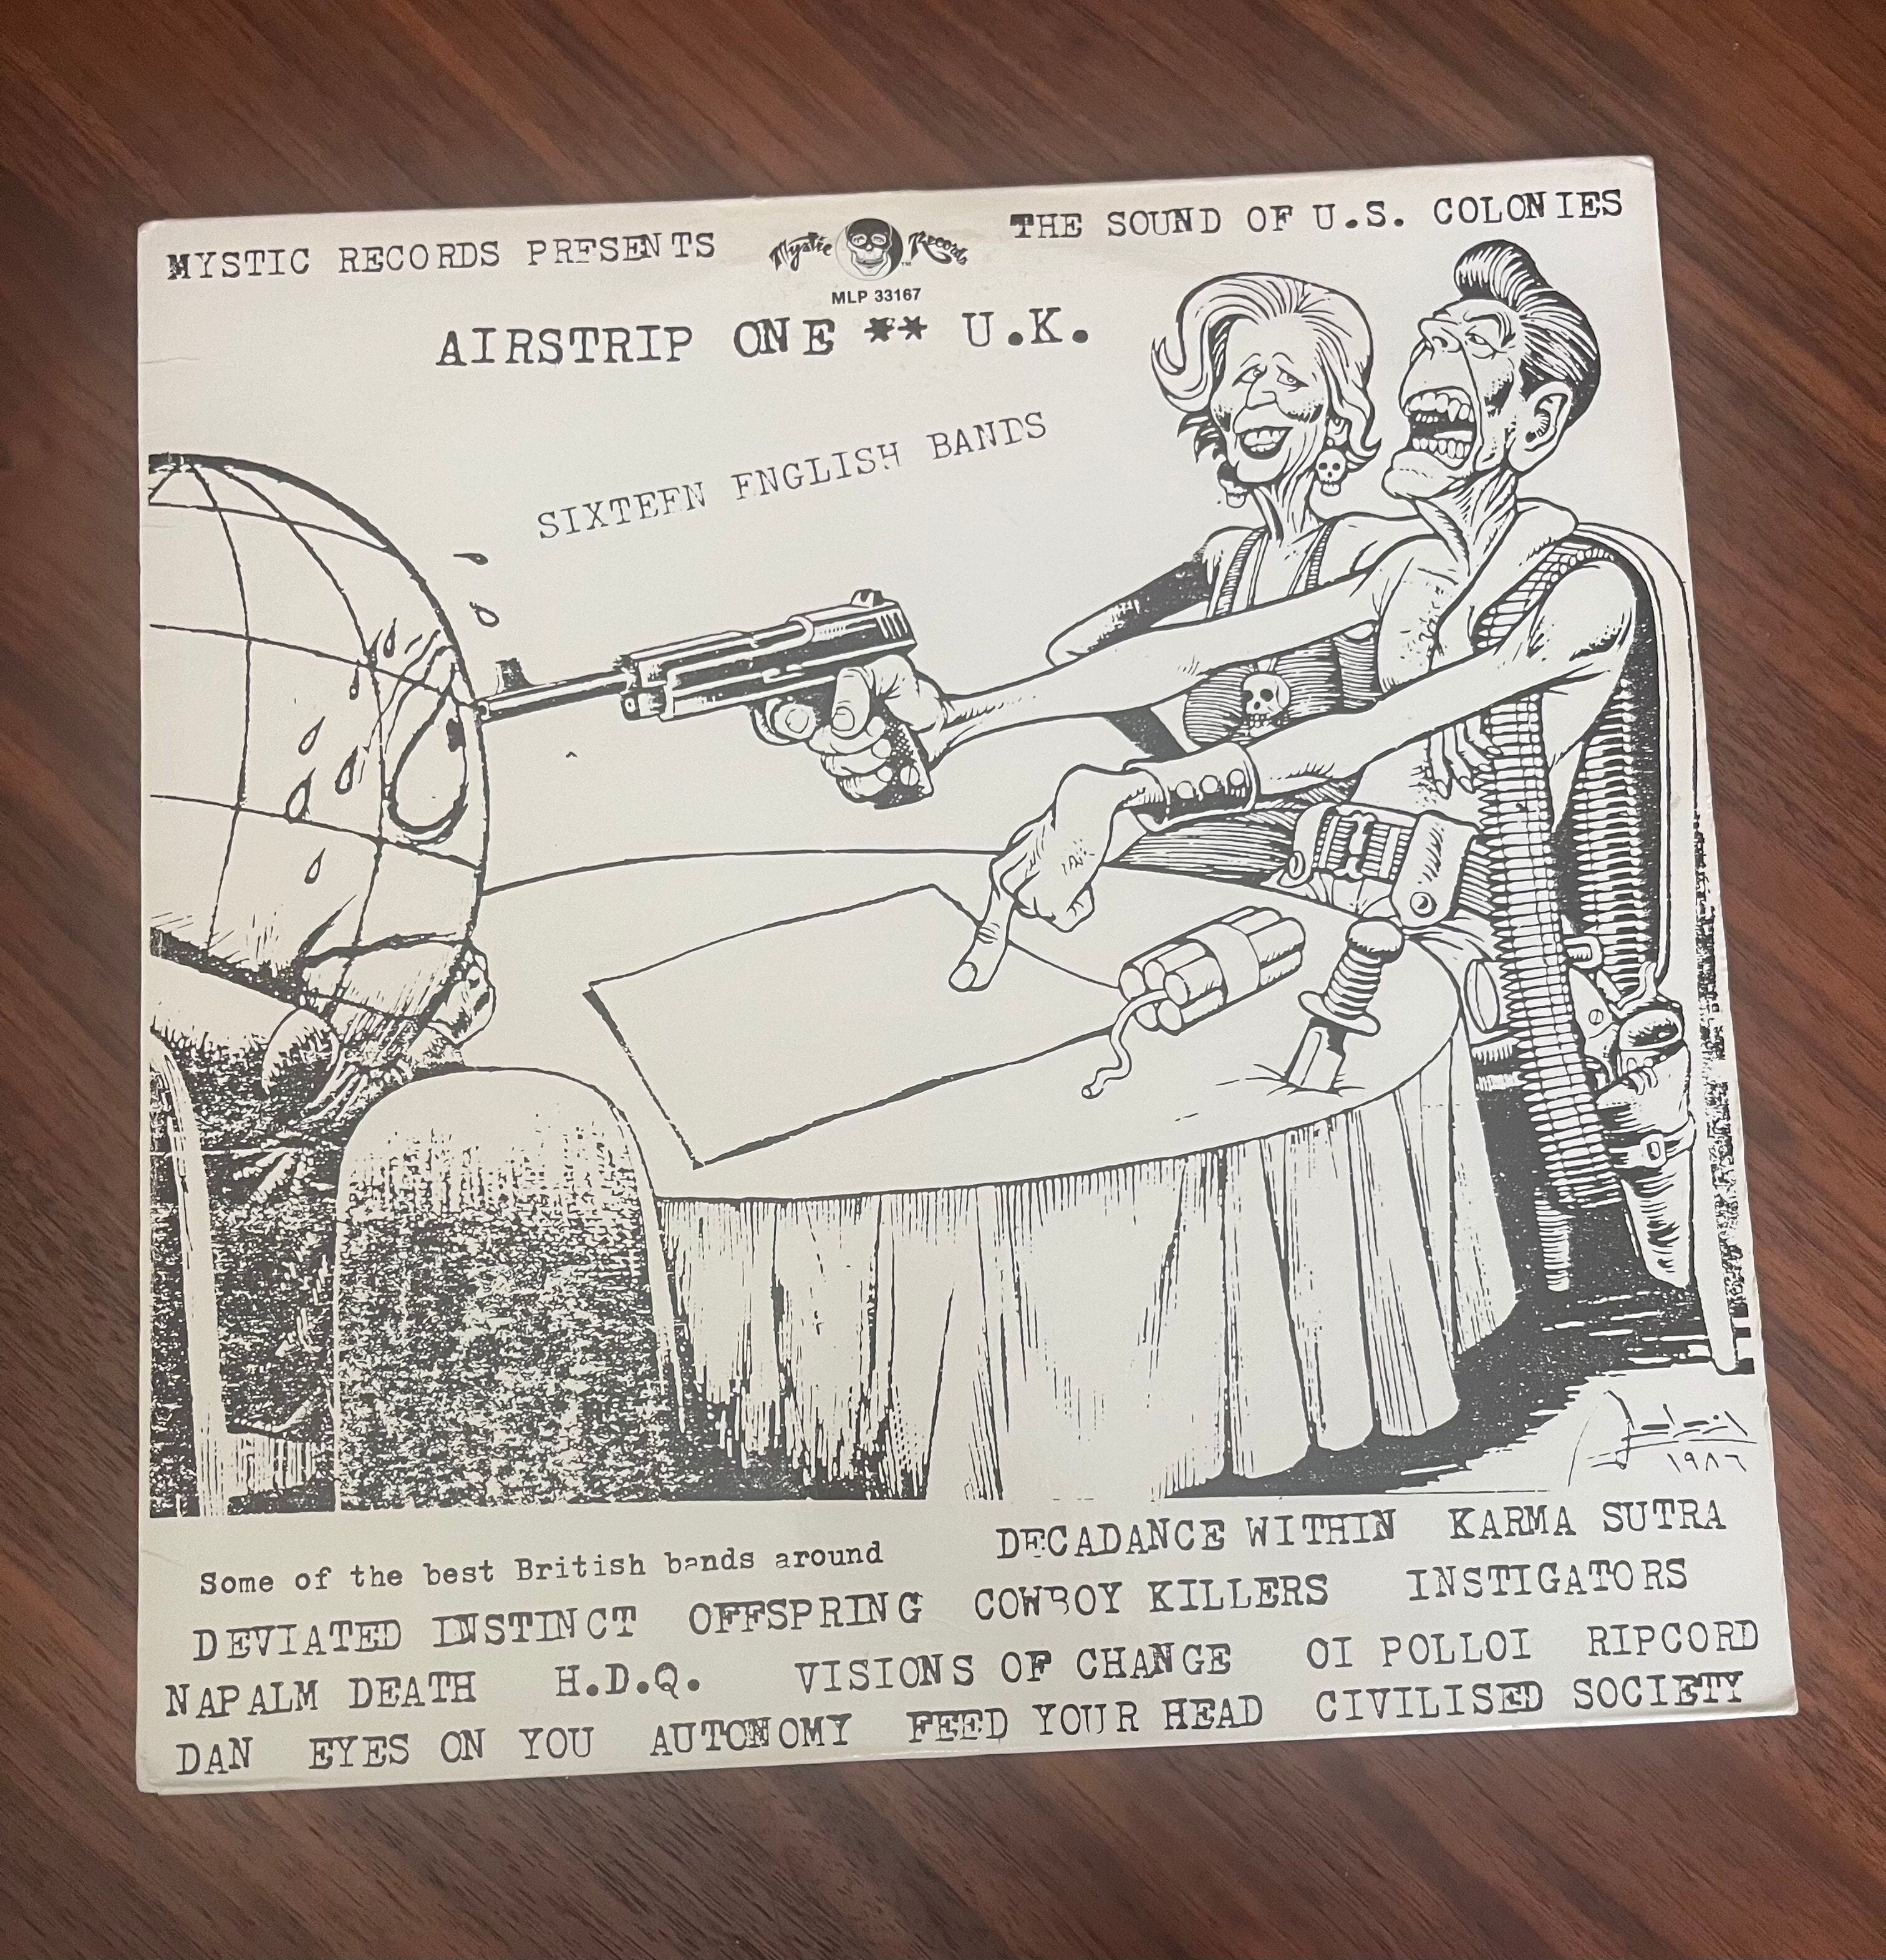 MYSTIC RECORDS PRESENTS
Mystic Records
TM
MLP 33167
THE SOUND OF U.S. COLONIES
AIRSTRIP ONE ** U.K.
SIXTEEN ENGLISH BANDS
١٩٨٦
Some of the best British bands around
DECADANCE WITHIN KARMA SUTRA
DEVIATED INSTINCT OFFSPRING COWBOY KILLERS INSTIGATORS
NAPALM DEATH H.D.Q. VISIONS OF CHANGE OI POLLOI RIPCORD
DAN EYES ON YOU AUTONOMY FEED YOUR HEAD CIVILISED SOCIETY